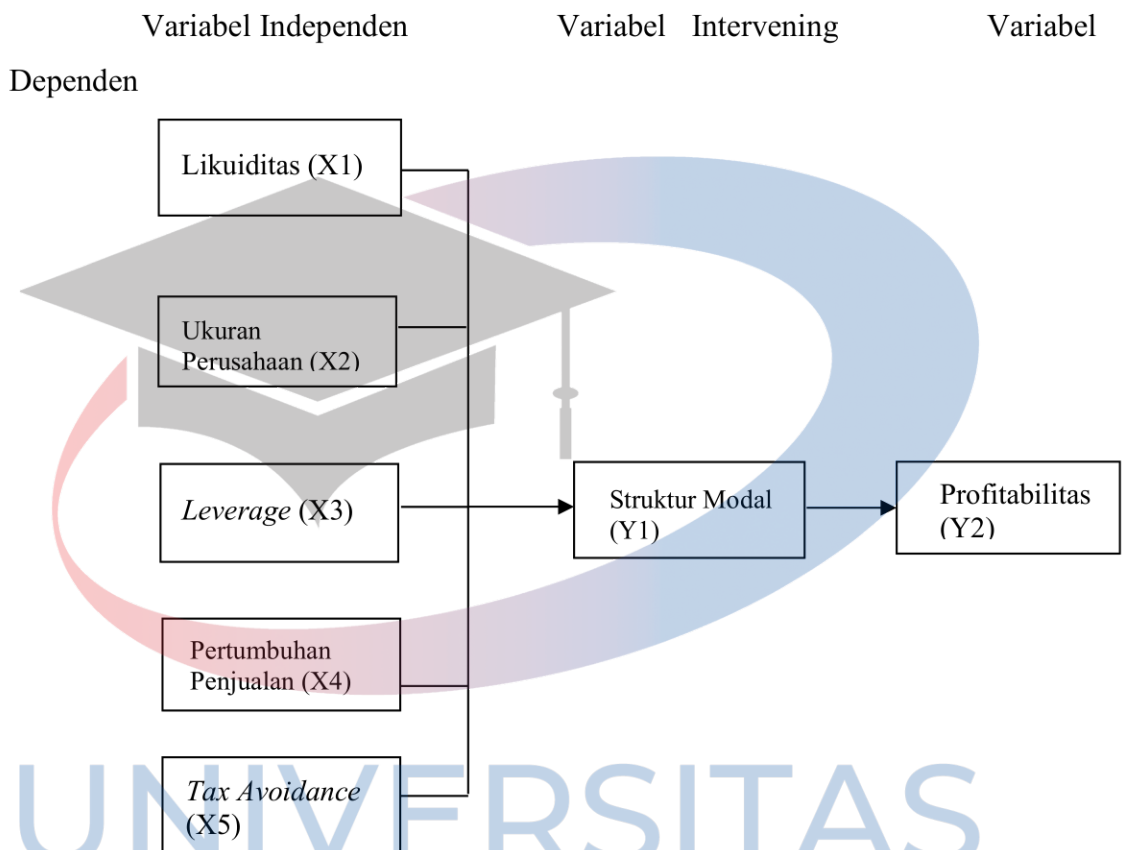 Variabel Independen Variabel Intervening Variabel
Dependen
Likuiditas (X1)
Ukuran
Perusahaan (X2)
Leverage (X3)
Struktur Modal
(Y1)
Profitabilitas
(Y2)
Pertumbuhan
Penjualan (X4)
Tax Avoidance
(X5)
UNIVERSITAS